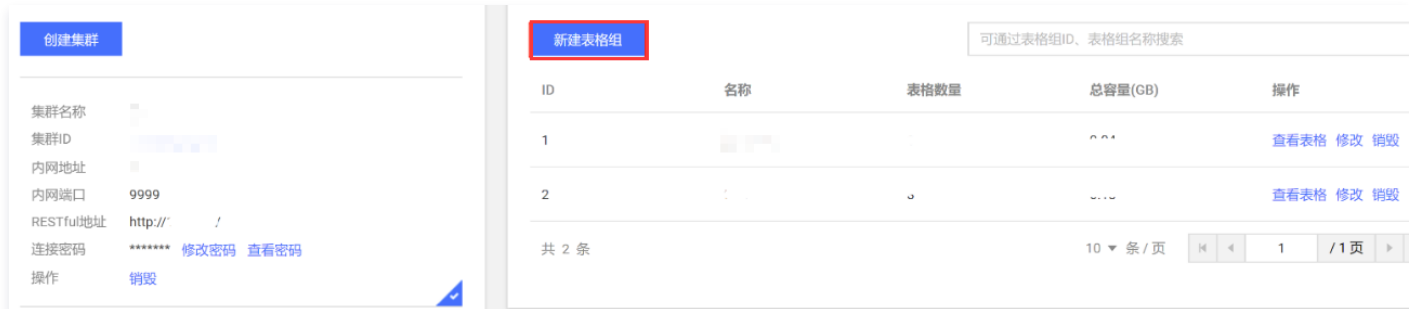 创建集群
集群名称
集群ID
内网地址
内网端口 9999
RESTful地址 http:// /
连接密码 ******* 修改密码 查看密码
操作 销毁
新建表格组 可通过表格组ID、表格组名称搜索
ID 名称 表格数量 总容量(GB) 操作
1 查看表格 修改 销毁
2 查看表格 修改 销毁
共 2 条 10 条 / 页 1 / 1 页